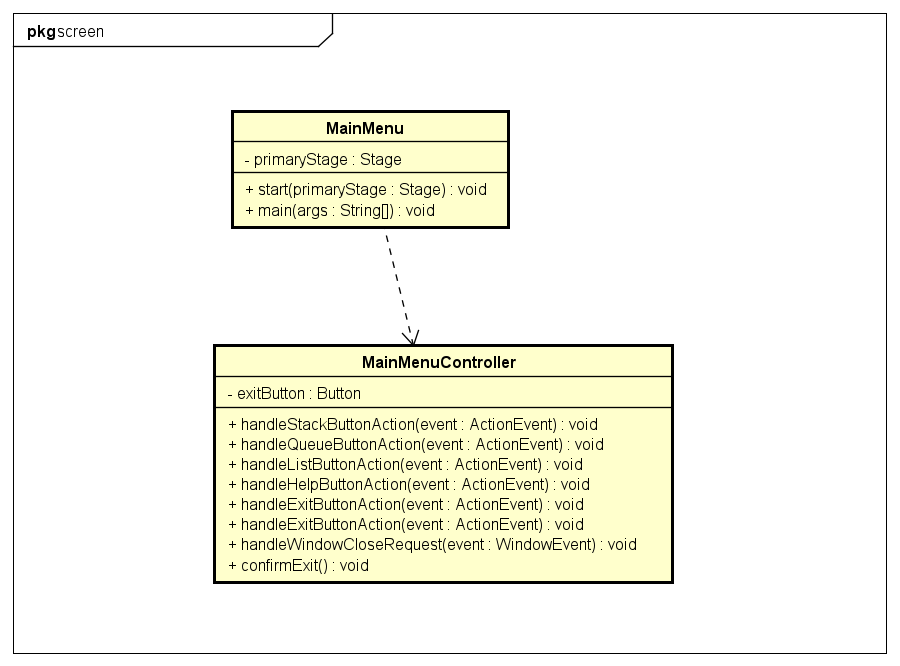 pkg screen
MainMenu
- primaryStage : Stage
+ start(primaryStage : Stage) : void
+ main(args : String[]) : void
MainMenuController
- exitButton : Button
+ handleStackButtonAction(event : ActionEvent) : void
+ handleQueueButtonAction(event : ActionEvent) : void
+ handleListButtonAction(event : ActionEvent) : void
+ handleHelpButtonAction(event : ActionEvent) : void
+ handleExitButtonAction(event : ActionEvent) : void
+ handleExitButtonAction(event : ActionEvent) : void
+ handleWindowCloseRequest(event : WindowEvent) : void
+ confirmExit() : void